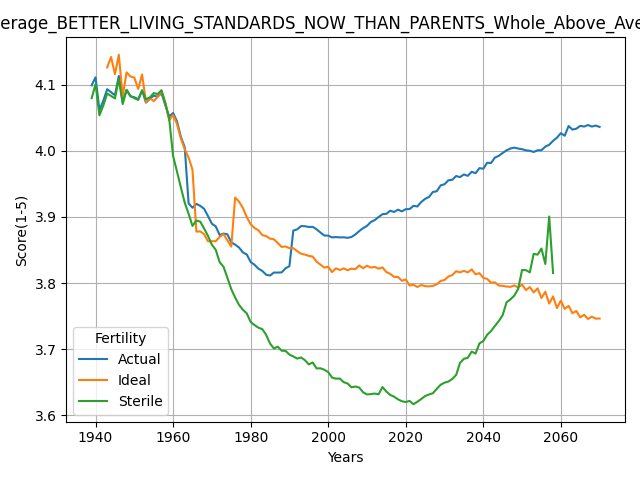 erage_BETTER_LIVING_STANDARDS_NOW_THAN_PARENTS_Whole_Above_Ave
Score(1-5)
4.1
4.0
3.9
3.8
3.7
3.6
Fertility
Actual
Ideal
Sterile
1940 1960 1980 2000 2020 2040 2060
Years